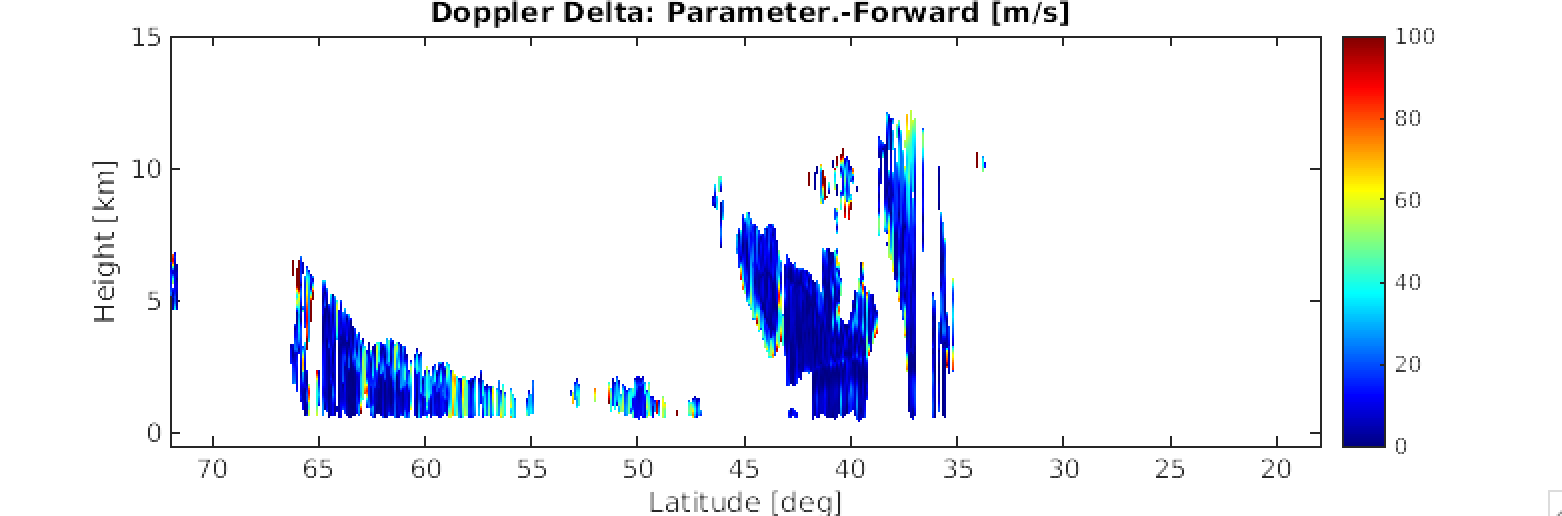 Doppler Delta: Parameter.-Forward [m/s]
15
10
5
0
Height [km]
70 65 60 55 50 45 40 35 30 25 20
Latitude [deg]
100
80
60
40
20
0